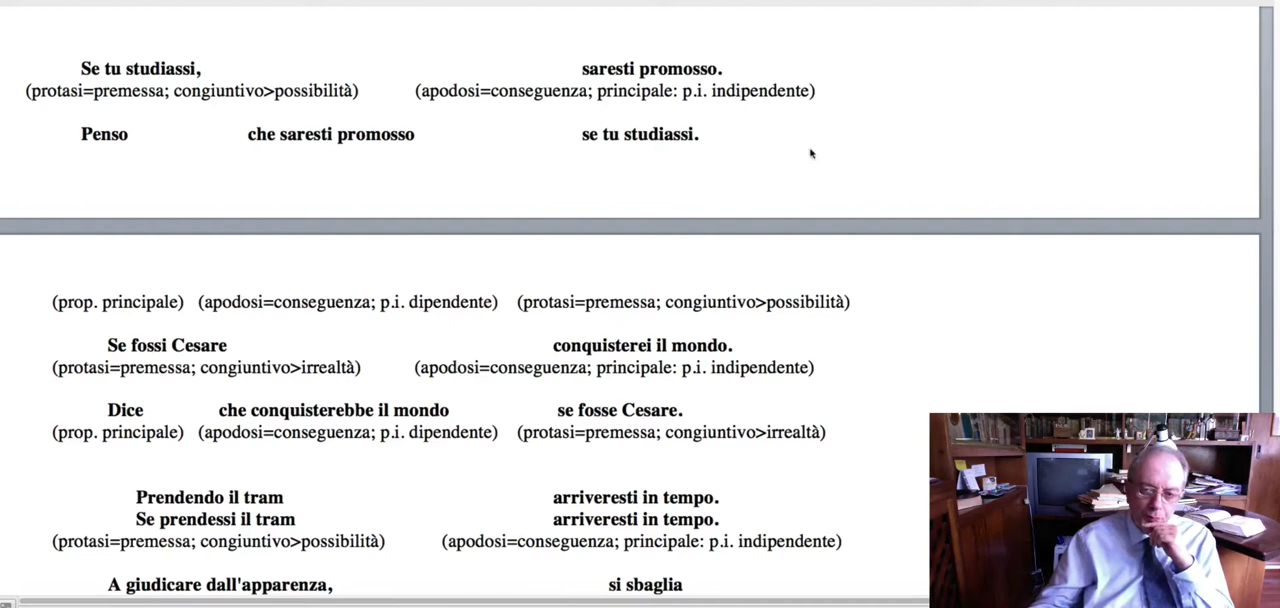 Se tu studiassi, saresti promosso.
(protasi=premessa; congiuntivo>possibilità) (apodosi=conseguenza; principale: p.i. indipendente)
Penso che saresti promosso se tu studiassi.
(prop. principale) (apodosi=conseguenza; p.i. dipendente) (protasi=premessa; congiuntivo>possibilità)
Se fossi Cesare conquisterei il mondo.
(protasi=premessa; congiuntivo>irrealtà) (apodosi=conseguenza; principale: p.i. indipendente)
Dice che conquisterebbe il mondo se fosse Cesare.
(prop. principale) (apodosi=conseguenza; p.i. dipendente) (protasi=premessa; congiuntivo>irrealtà)
Prendendo il tram arriveresti in tempo.
Se prendessi il tram arriveresti in tempo.
(protasi=premessa; congiuntivo>possibilità) (apodosi=conseguenza; principale: p.i. indipendente)
A giudicare dall'apparenza, si sbaglia